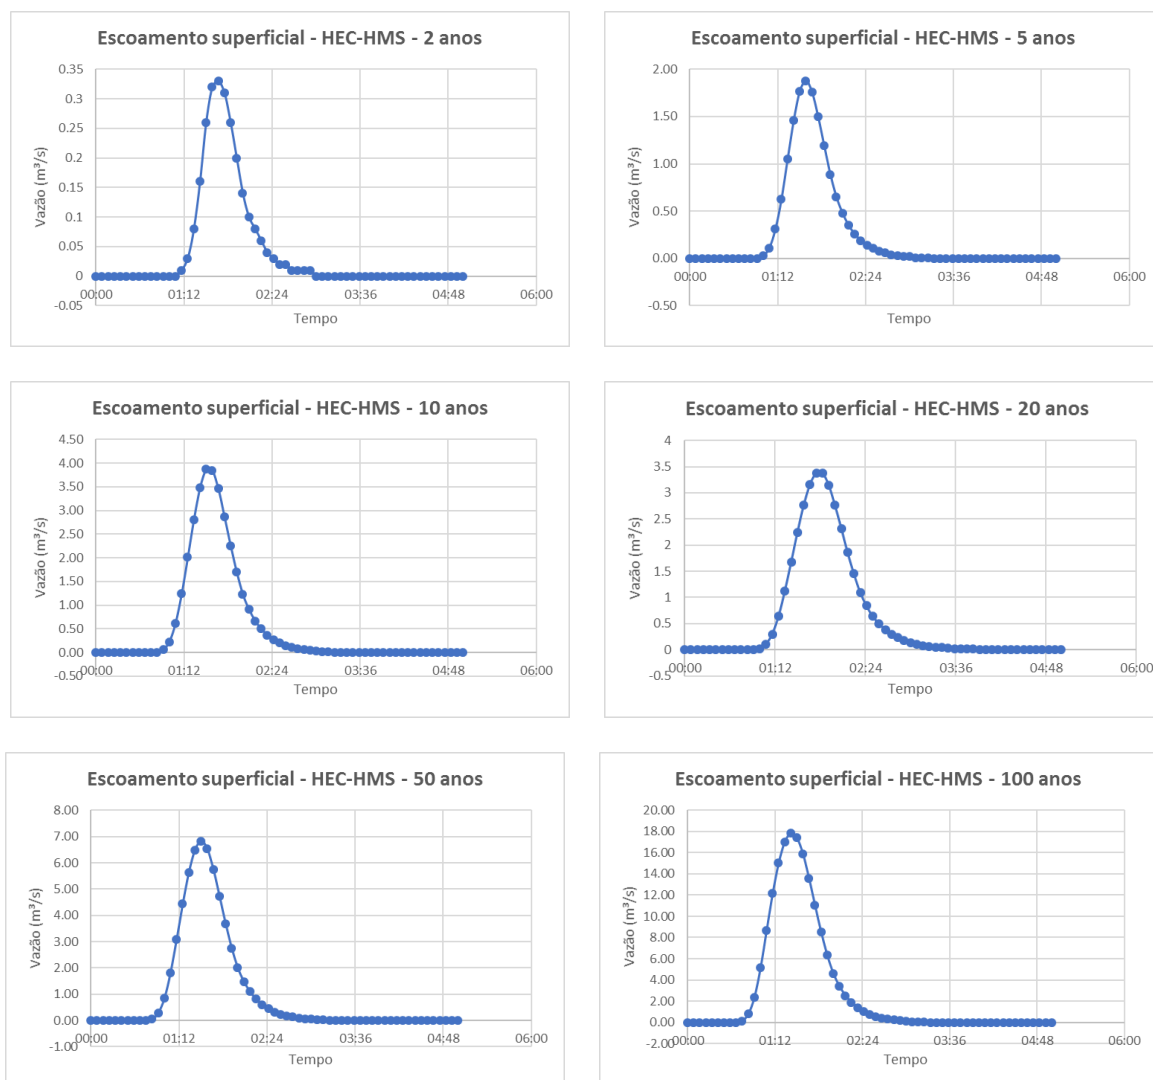 Escoamento superficial - HEC-HMS - 2 anos
0.35
0.3
0.25
0.2
0.15
0.1
0.05
0
-0.05
Vazão (m³/s)
00:00 01:12 02:24 03:36 04:48 06:00
Tempo
Escoamento superficial - HEC-HMS - 5 anos
2.00
1.50
1.00
0.50
0.00
-0.50
Vazão (m³/s)
00:00 01:12 02:24 03:36 04:48 06:00
Tempo
Escoamento superficial - HEC-HMS - 10 anos
4.50
4.00
3.50
3.00
2.50
2.00
1.50
1.00
0.50
0.00
-0.50
Vazão (m³/s)
00:00 01:12 02:24 03:36 04:48 06:00
Tempo
Escoamento superficial - HEC-HMS - 20 anos
4
3.5
3
2.5
2
1.5
1
0.5
0
-0.5
Vazão (m³/s)
00:00 01:12 02:24 03:36 04:48 06:00
Tempo
Escoamento superficial - HEC-HMS - 50 anos
8.00
7.00
6.00
5.00
4.00
3.00
2.00
1.00
0.00
-1.00
Vazão (m³/s)
00:00 01:12 02:24 03:36 04:48 06:00
Tempo
Escoamento superficial - HEC-HMS - 100 anos
20.00
18.00
16.00
14.00
12.00
10.00
8.00
6.00
4.00
2.00
0.00
-2.00
Vazão (m³/s)
00:00 01:12 02:24 03:36 04:48 06:00
Tempo